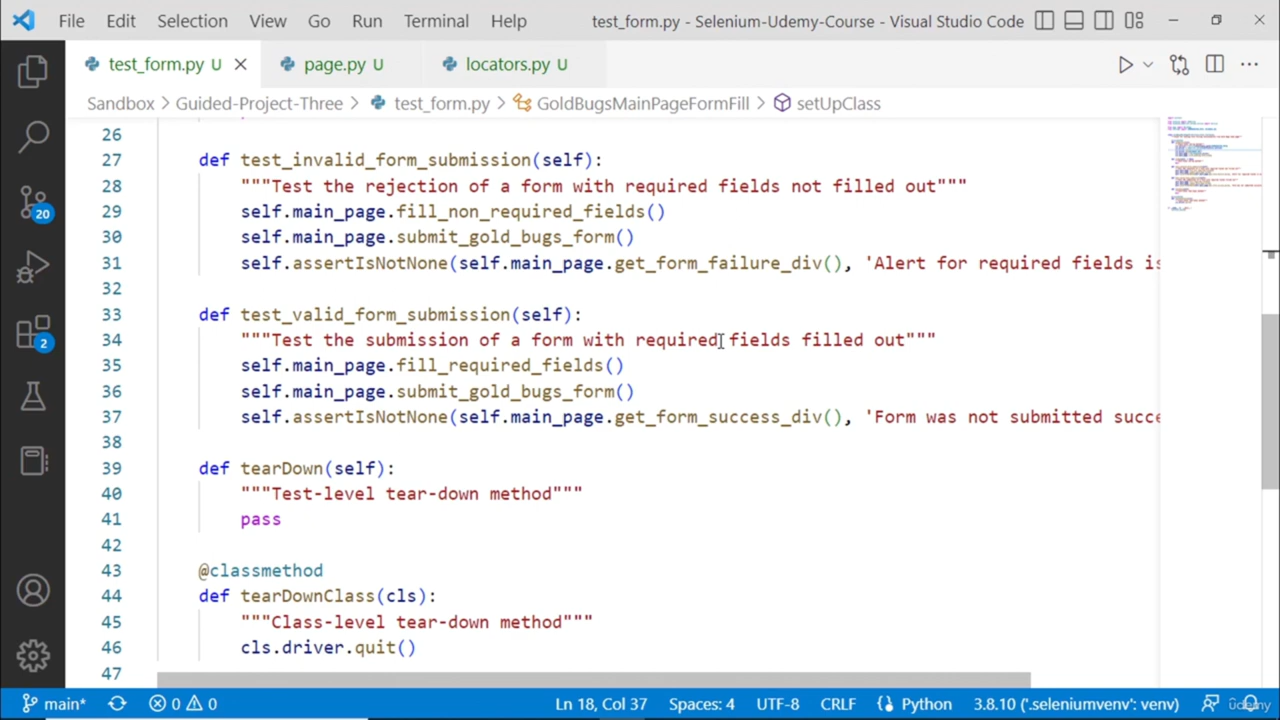 File Edit Selection View Go Run Terminal Help test_form.py - Selenium-Udemy-Course - Visual Studio Code
test_form.py U page.py U locators.py U
Sandbox > Guided-Project-Three > test_form.py > GoldBugsMainPageFormFill > setUpClass
26
27 def test_invalid_form_submission(self):
28 """Test the rejection of a form with required fields not filled out"""
29 self.main_page.fill_non_required_fields()
30 self.main_page.submit_gold_bugs_form()
31 self.assertIsNotNone(self.main_page.get_form_failure_div(), 'Alert for required fields is
32
33 def test_valid_form_submission(self):
34 """Test the submission of a form with required fields filled out"""
35 self.main_page.fill_required_fields()
36 self.main_page.submit_gold_bugs_form()
37 self.assertIsNotNone(self.main_page.get_form_success_div(), 'Form was not submitted succe
38
39 def tearDown(self):
40 """Test-level tear-down method"""
41 pass
42
43 @classmethod
44 def tearDownClass(cls):
45 """Class-level tear-down method"""
46 cls.driver.quit()
47
20
2
main* 0 0 Ln 18, Col 37 Spaces: 4 UTF-8 CRLF Python 3.8.10 ('.seleniumvenv': venv)
udemy